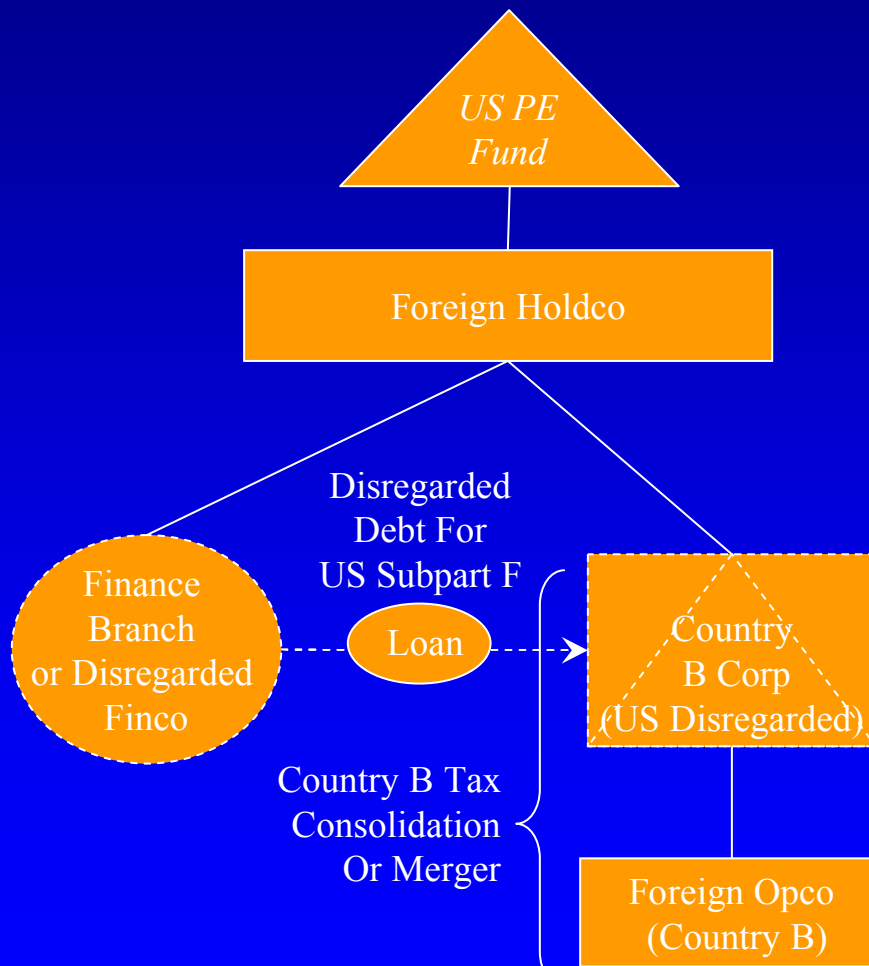 US PE
Fund
Foreign Holdco
Disregarded
Debt For
US Subpart F
Finance
Branch
or Disregarded
Finco
Loan
Country
B Corp
(US Disregarded)
Country B Tax
Consolidation
Or Merger
Foreign Opco
(Country B)